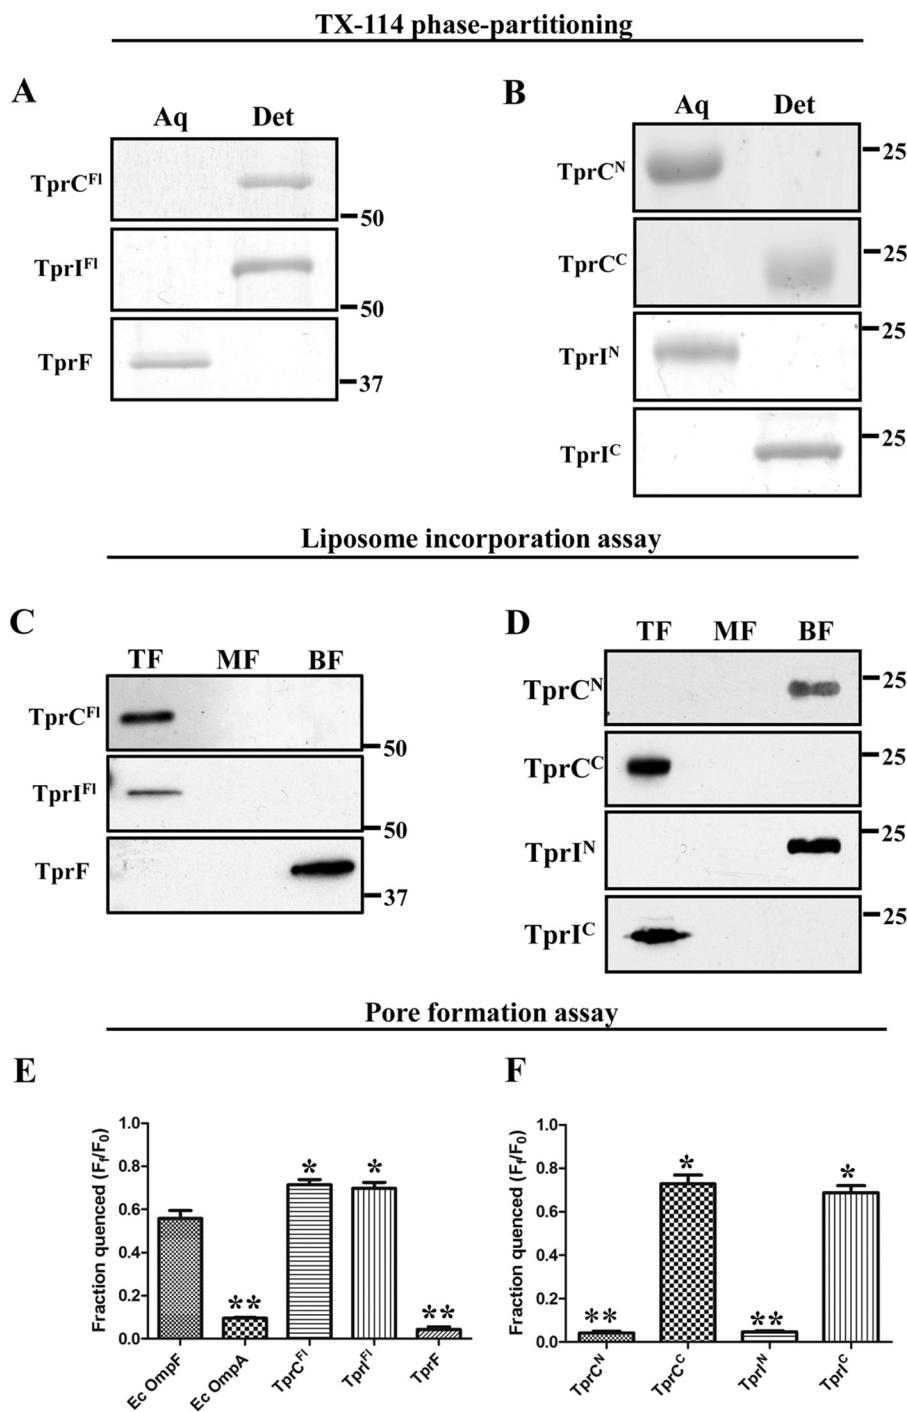 TX-114 phase-partitioning
A
Aq Det
TprC^Fl
50
TprI^Fl
50
TprF
37
B
Aq Det
TprC^N
25
TprC^C
25
TprI^N
25
TprI^C
25
Liposome incorporation assay
C
TF MF BF
TprC^Fl
50
TprI^Fl
50
TprF
37
D
TF MF BF
TprC^N
25
TprC^C
25
TprI^N
25
TprI^C
25
Pore formation assay
E
Fraction quenced (F_f/F_0)
1.0
0.8
0.6
0.4
0.2
0.0
** * * **
Ec OmpF Ec OmpA TprC^Fl TprI^Fl TprF
F
Fraction quenced (F_f/F_0)
1.0
0.8
0.6
0.4
0.2
0.0
** * ** *
TprC^N TprC^C TprI^N TprI^C